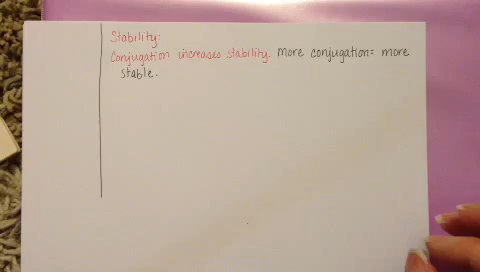 Stability:
Conjugation increases stability. More conjugation = more
stable.